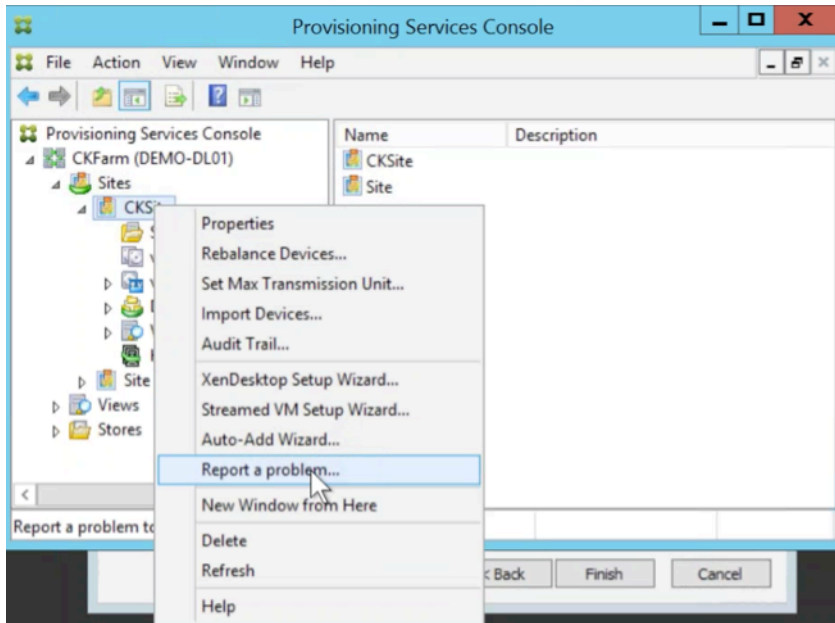 Provisioning Services Console
File Action View Window Help
Provisioning Services Console
CKFarm (DEMO-DL01)
Sites
Site
Views
Stores
Name Description
CKSite
Site
Properties
Rebalance Devices...
Set Max Transmission Unit...
Import Devices...
Audit Trail...
XenDesktop Setup Wizard...
Streamed VM Setup Wizard...
Auto-Add Wizard...
Report a problem...
New Window from Here
Delete
Refresh
Help
Report a problem
Back Finish Cancel